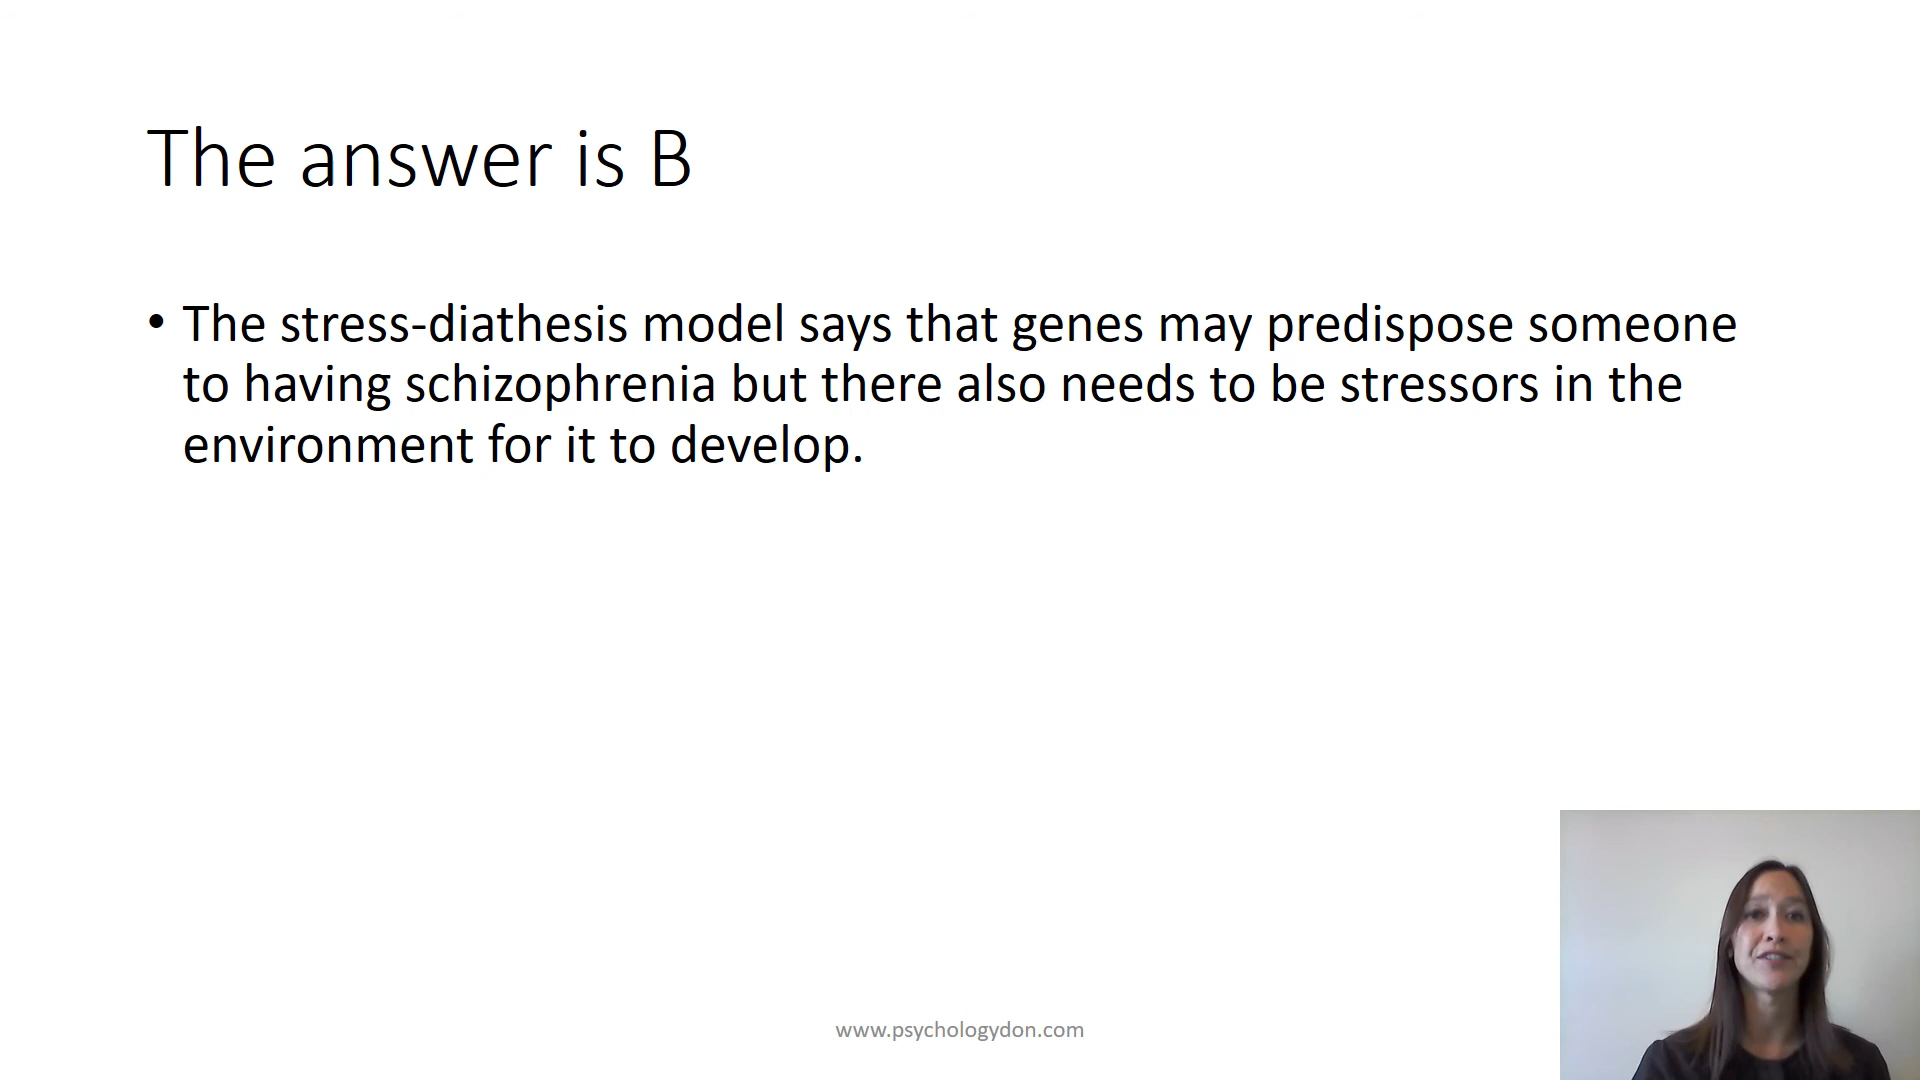 The answer is B
• The stress-diathesis model says that genes may predispose someone
to having schizophrenia but there also needs to be stressors in the
environment for it to develop.
www.psychologydon.com